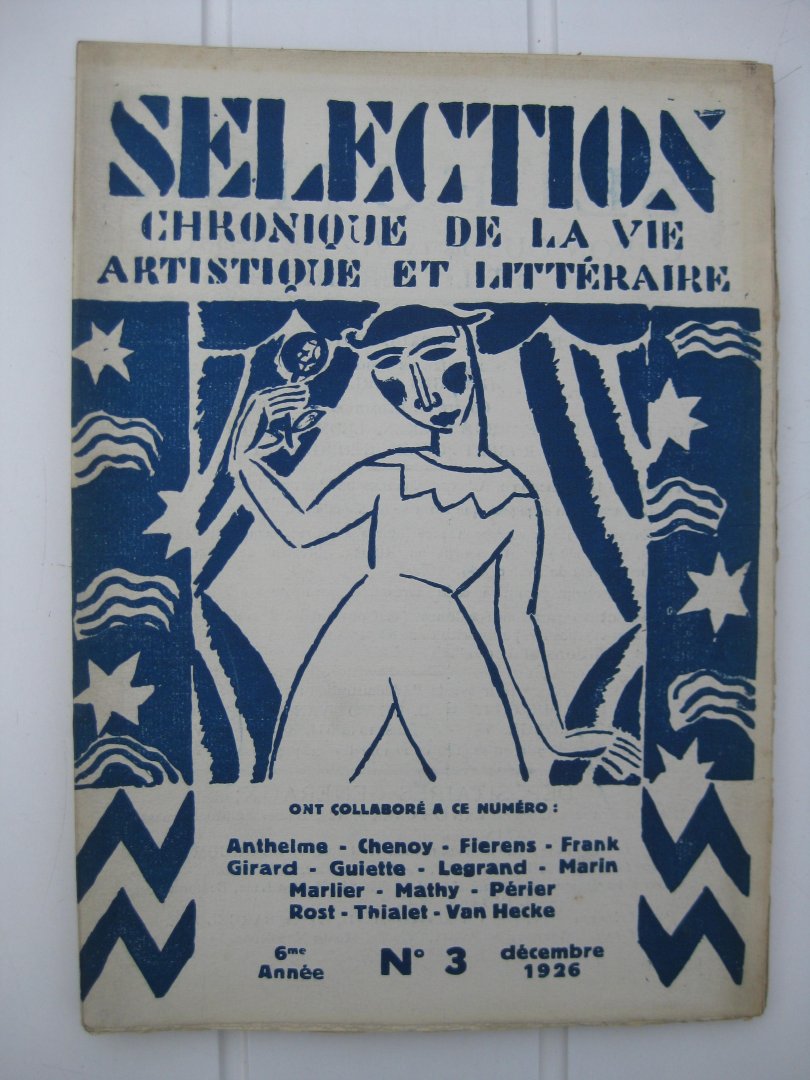 SELECTION
CHRONIQUE DE LA VIE
ARTISTIQUE ET LITTÉRAIRE
ONT COLLABORÉ A CE NUMÉRO :
Anthelme - Chenoy - Fierens - Frank
Girard - Guiette - Legrand - Marin
Marlier - Mathy - Périer
Rost - Thialet - Van Hecke
6me Année N° 3 décembre 1926